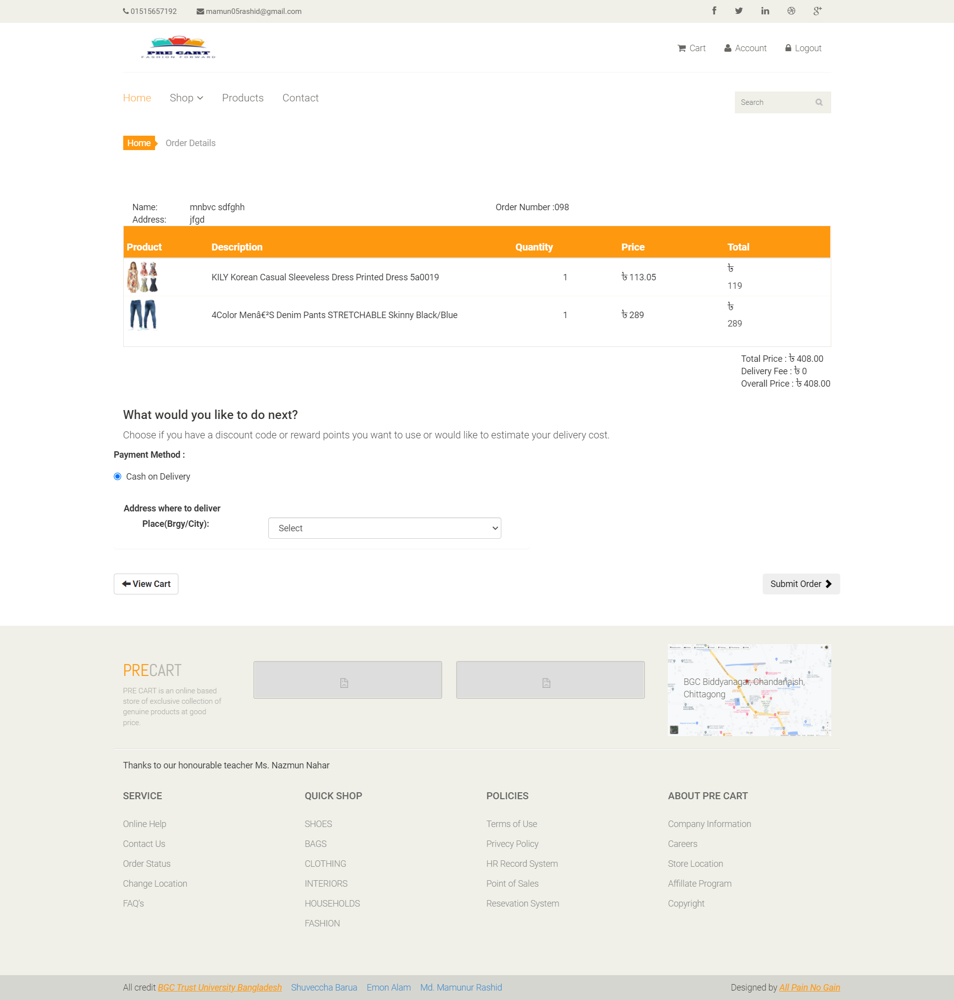 01515657192 mamun05rashid@gmail.com
PRE CART
FASHION FORWARD
Cart Account Logout
Home Shop Products Contact
Search
Home Order Details
Name: mnbvc sdfghh Order Number :098
Address: jfgd
Product Description Quantity Price Total
KILY Korean Casual Sleeveless Dress Printed Dress 5a0019 1 ৳ 113.05 ৳
119
4Color Menâ€²S Denim Pants STRETCHABLE Skinny Black/Blue 1 ৳ 289 ৳
289
Total Price : ৳ 408.00
Delivery Fee : ৳ 0
Overall Price : ৳ 408.00
What would you like to do next?
Choose if you have a discount code or reward points you want to use or would like to estimate your delivery cost.
Payment Method :
Cash on Delivery
Address where to deliver
Place(Brgy/City): Select
View Cart Submit Order
PRECART
PRE CART is an online based
store of exclusive collection of
genuine products at good
price.
BGC Biddyanagar, Chandanaish,
Chittagong
Thanks to our honourable teacher Ms. Nazmun Nahar
SERVICE QUICK SHOP POLICIES ABOUT PRE CART
Online Help SHOES Terms of Use Company Information
Contact Us BAGS Privecy Policy Careers
Order Status CLOTHING HR Record System Store Location
Change Location INTERIORS Point of Sales Affillate Program
FAQ's HOUSEHOLDS Resevation System Copyright
FASHION
All credit BGC Trust University Bangladesh Shuveccha Barua Emon Alam Md. Mamunur Rashid Designed by All Pain No Gain